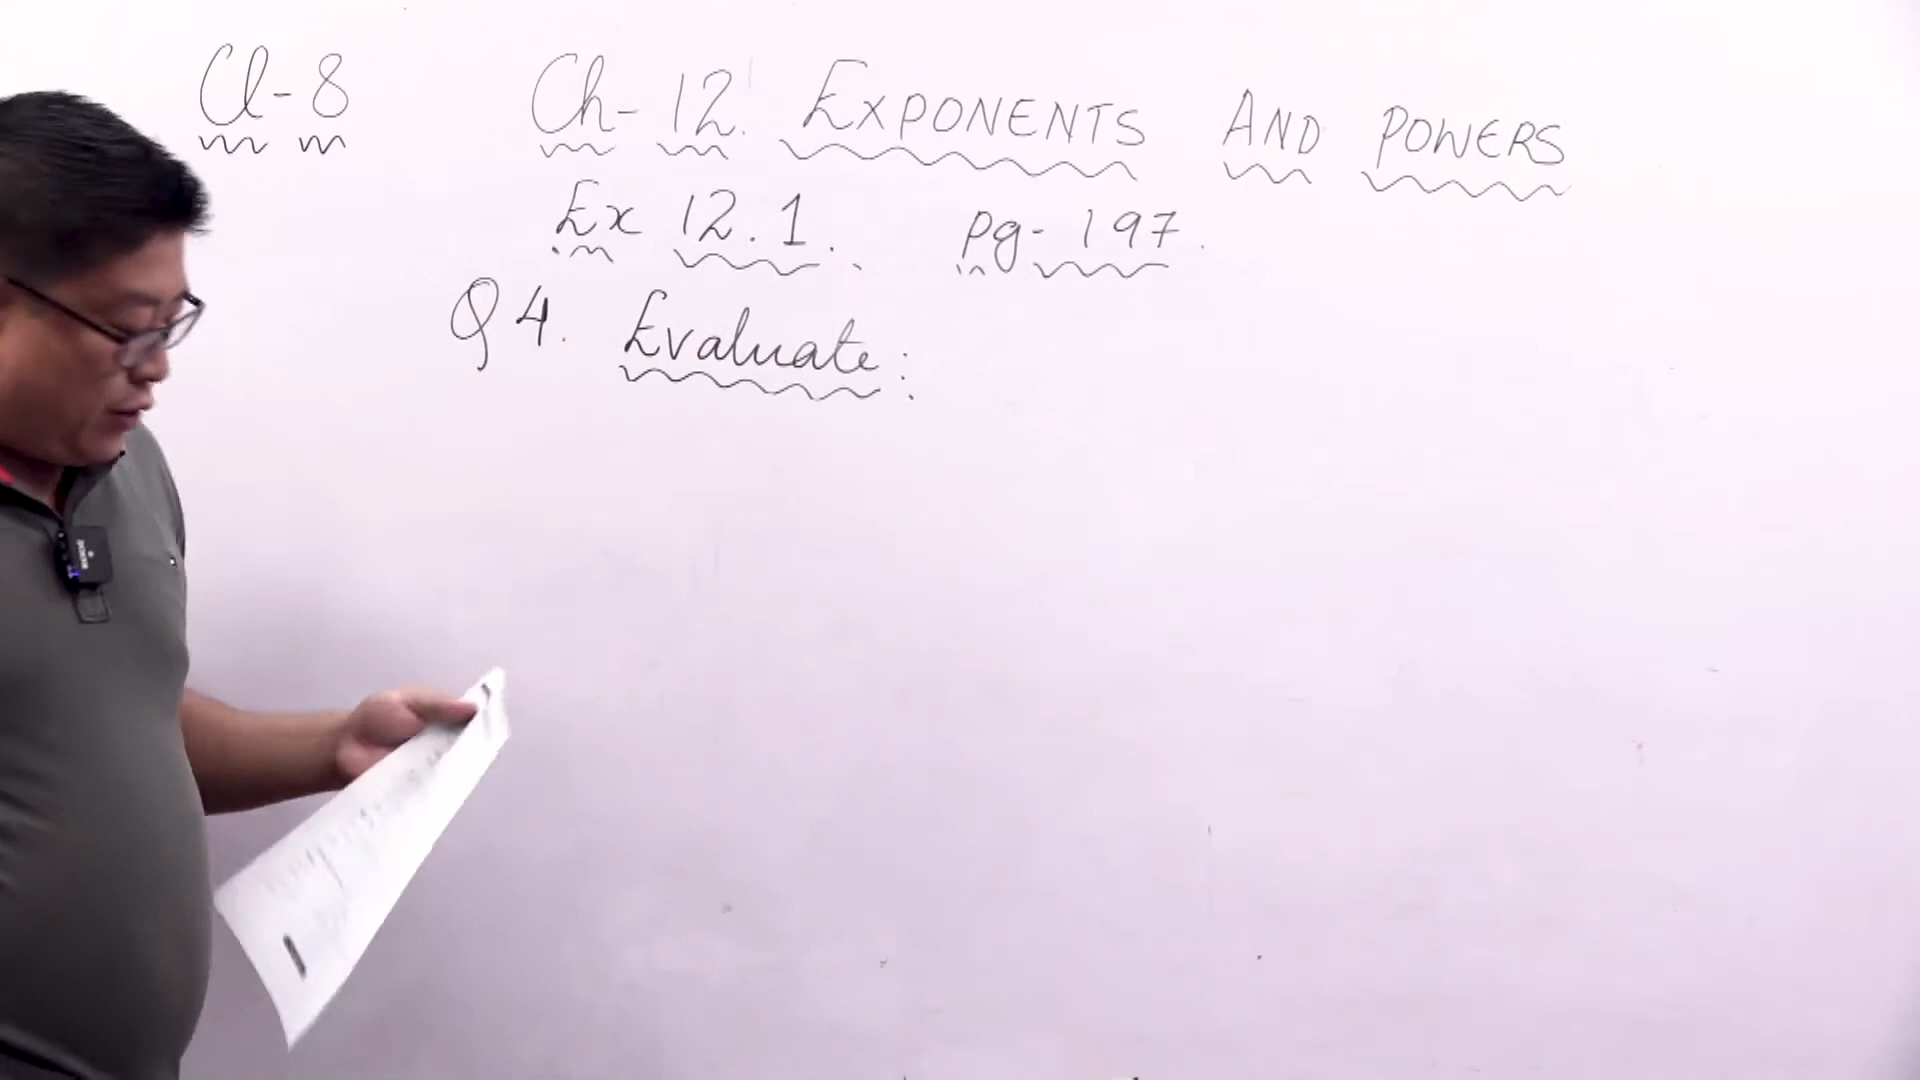 Cl-8 Ch-12. EXPONENTS AND POWERS
Ex 12.1. pg-197.
Q4. Evaluate: